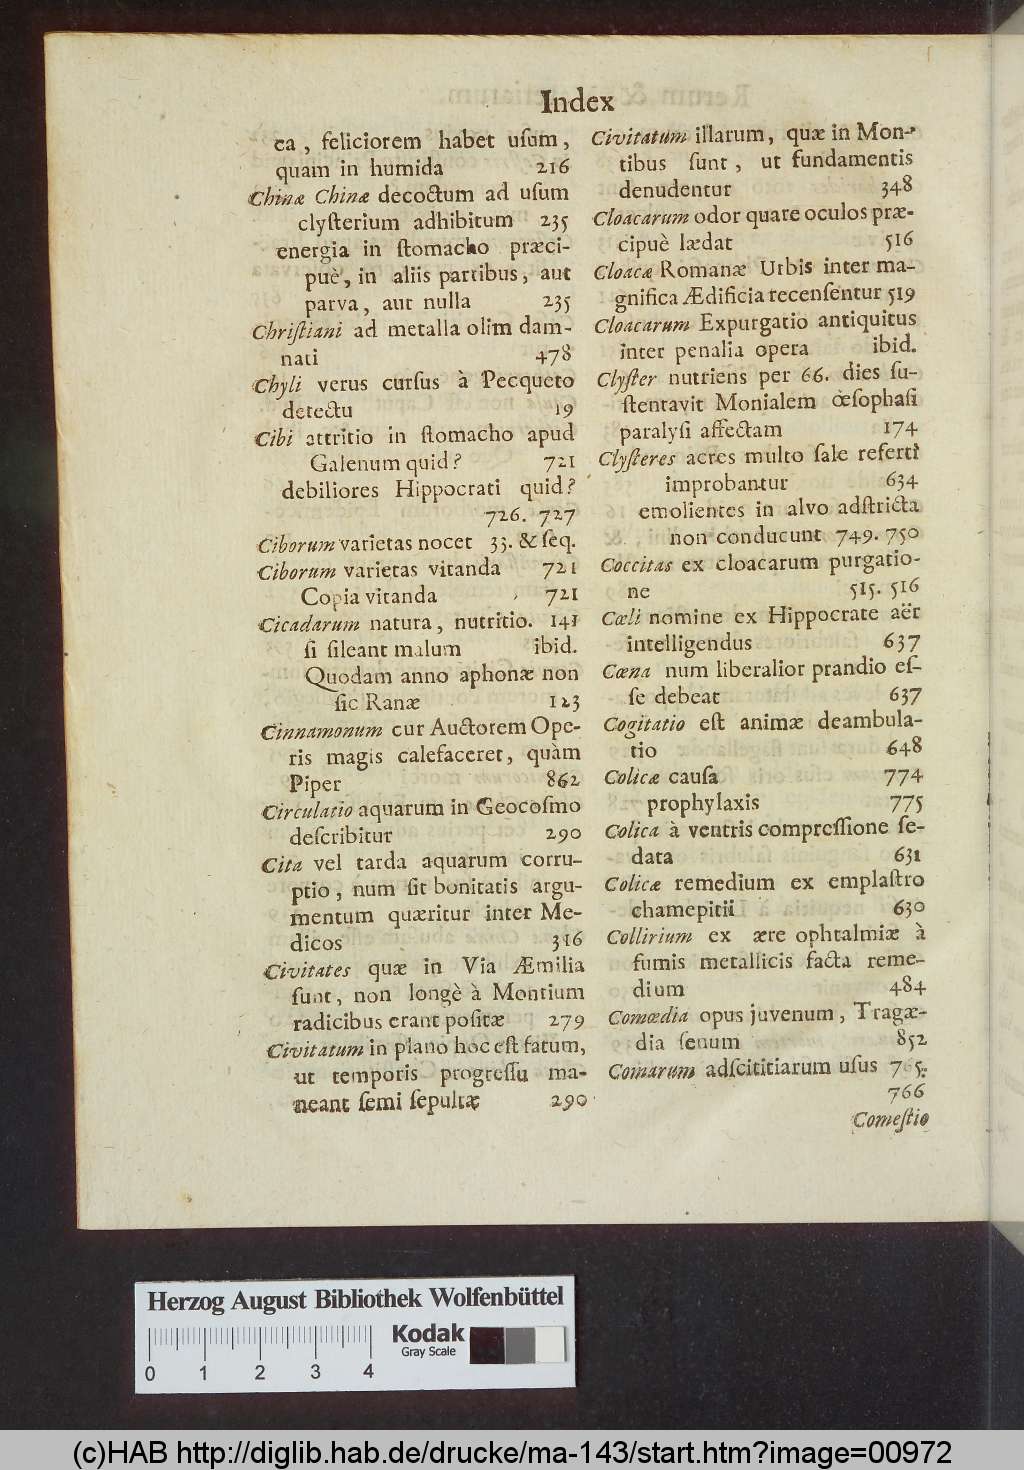 Index
ca, feliciorem habet uſum,
quam in humida 216
Chinæ Chinæ decoctum ad uſum
clyſterium adhibitum 235
energia in ſtomacho præci-
puè, in aliis partibus, aut
parva, aut nulla 235
Chriſtiani ad metalla olim dam-
nati 478
Chyli verus curſus à Pecqueto
detectu 19
Cibi attritio in ſtomacho apud
Galenum quid? 721
debiliores Hippocrati quid?
726. 727
Ciborum varietas nocet 33. & ſeq.
Ciborum varietas vitanda 721
Copia vitanda 721
Cicadarum natura, nutritio. 141
ſi ſileant malum ibid.
Quodam anno aphonæ non
ſic Ranæ 123
Cinnamonum cur Auctorem Ope-
ris magis calefaceret, quàm
Piper 862
Circulatio aquarum in Geocoſmo
deſcribitur 290
Cita vel tarda aquarum corru-
ptio, num ſit bonitatis argu-
mentum quæritur inter Me-
dicos 316
Civitates quæ in Via Æmilia
ſunt, non longè à Montium
radicibus erant poſitæ 279
Civitatum in plano hoc eſt fatum,
ut temporis progreſſu ma-
neant ſemi ſepultæ 290
Civitatum illarum, quæ in Mon-
tibus ſunt, ut fundamentis
denudentur 348
Cloacarum odor quare oculos præ-
cipuè lædat 516
Cloacæ Romanæ Urbis inter ma-
gnifica Ædificia recenſentur 519
Cloacarum Expurgatio antiquitus
inter penalia opera ibid.
Clyſter nutriens per 66. dies ſu-
ſtentavit Monialem œſophaſi
paralyſi affectam 174
Clyſteres acres multo ſale referti
improbantur 634
emolientes in alvo adſtricta
non conducunt 749. 750
Coccitas ex cloacarum purgatio-
ne 515. 516
Cœli nomine ex Hippocrate aër
intelligendus 637
Cœna num liberalior prandio eſ-
ſe debeat 637
Cogitatio eſt animæ deambula-
tio 648
Colicæ cauſa 774
prophylaxis 775
Colica à ventris compreſſione ſe-
data 631
Colicæ remedium ex emplaſtro
chamepitii 630
Collirium ex ære ophtalmiæ à
fumis metallicis facta reme-
dium 484
Comœdia opus juvenum, Tragæ-
dia ſenum 852
Comarum adſcititiarum uſus 765.
766
Comeſtio
Herzog August Bibliothek Wolfenbüttel
Kodak
Gray Scale
0 1 2 3 4
(c)HAB http://diglib.hab.de/drucke/ma-143/start.htm?image=00972